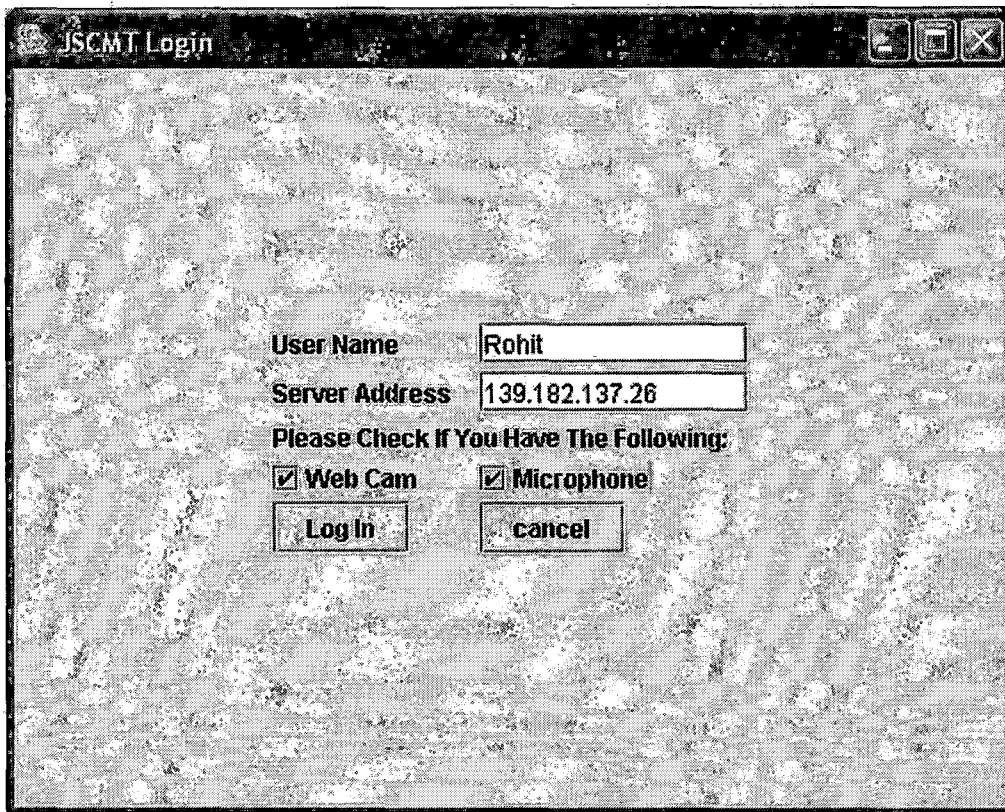 JSCMT Login
User Name Rohit
Server Address 139.182.137.26
Please Check If You Have The Following:
Web Cam Microphone
Log In cancel